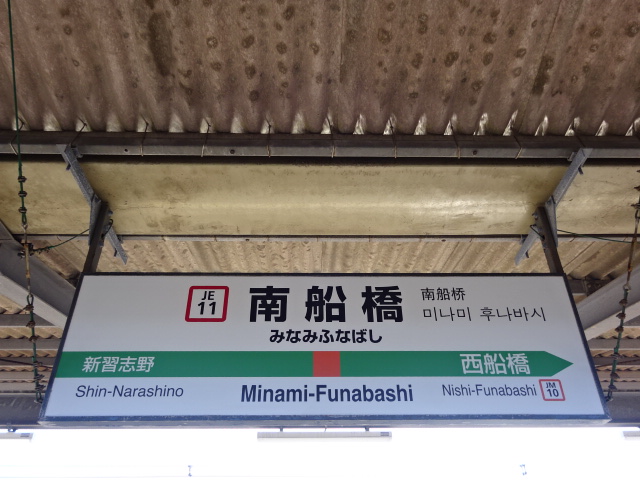 JE
11
南船橋
南船桥
미나미 후나바시
みなみふなばし
新習志野
西船橋
Shin-Narashino
Minami-Funabashi
Nishi-Funabashi
JM
10